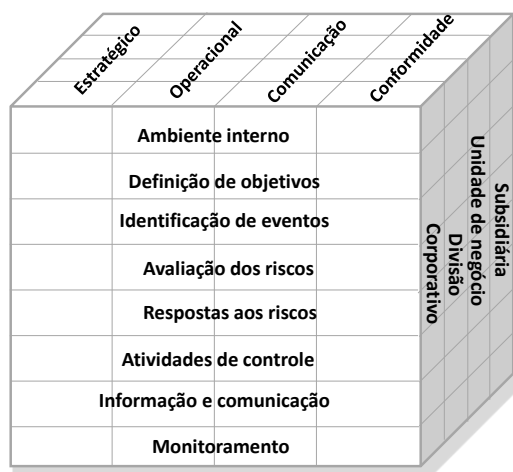 Estratégico
Operacional
Comunicação
Conformidade
Ambiente interno
Definição de objetivos
Identificação de eventos
Avaliação dos riscos
Respostas aos riscos
Atividades de controle
Informação e comunicação
Monitoramento
Corporativo
Divisão
Unidade de negócio
Subsidiária